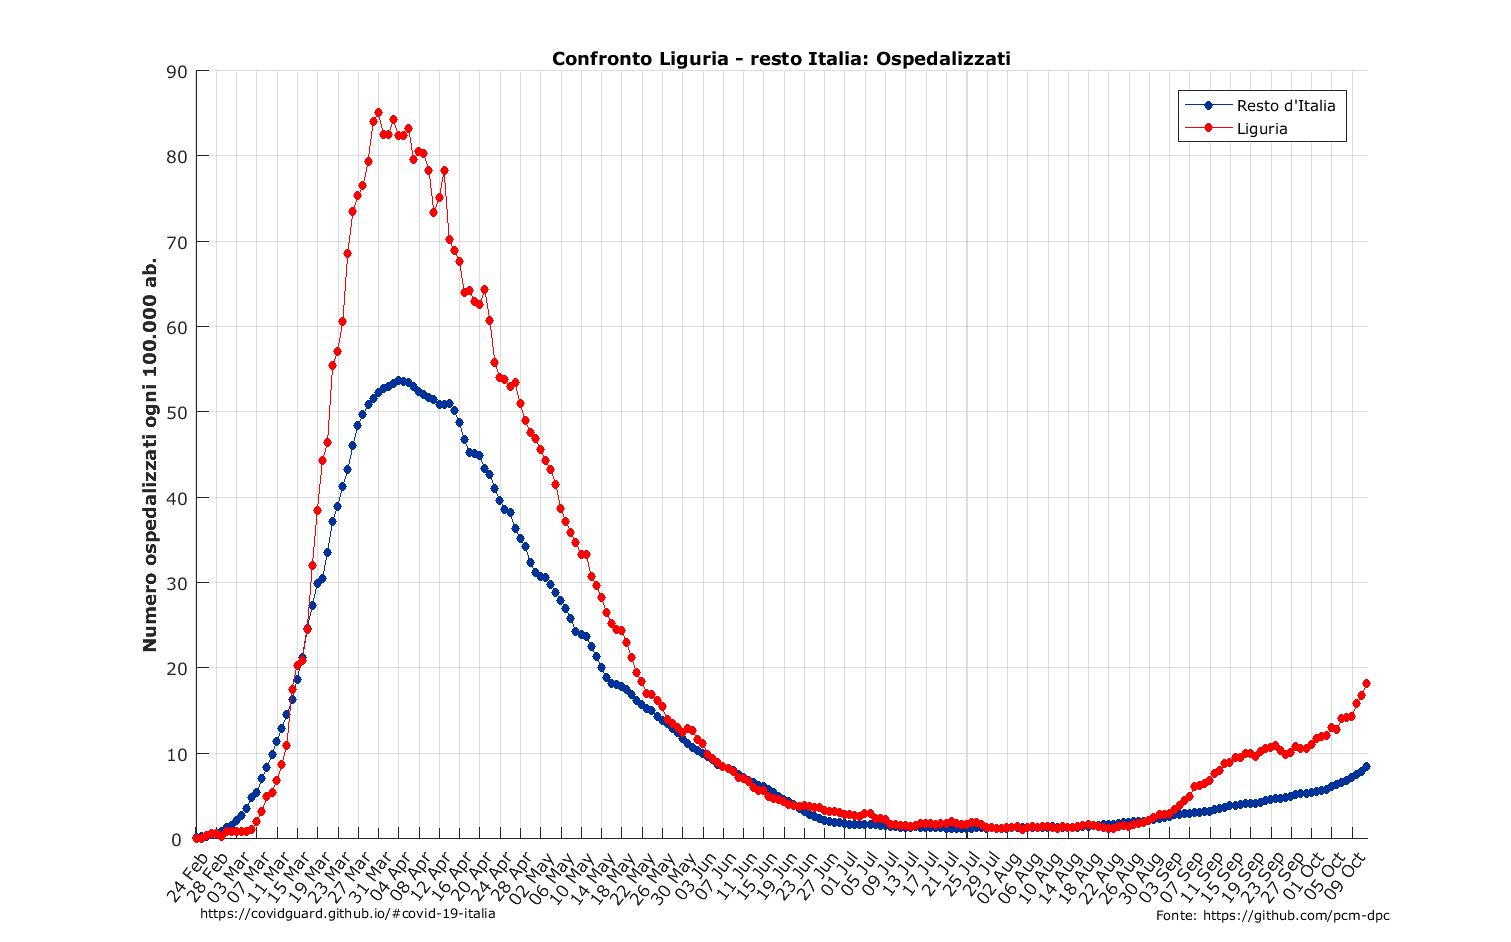 Confronto Liguria - resto Italia: Ospedalizzati
Resto d'Italia
Liguria
Numero ospedalizzati ogni 100.000 ab.
90
80
70
60
50
40
30
20
10
0
24 Feb
28 Feb
03 Mar
07 Mar
11 Mar
15 Mar
19 Mar
23 Mar
27 Mar
31 Mar
04 Apr
08 Apr
12 Apr
16 Apr
20 Apr
24 Apr
28 Apr
02 May
06 May
10 May
14 May
18 May
22 May
26 May
30 May
03 Jun
07 Jun
11 Jun
15 Jun
19 Jun
23 Jun
27 Jun
01 Jul
05 Jul
09 Jul
13 Jul
17 Jul
21 Jul
25 Jul
29 Jul
02 Aug
06 Aug
10 Aug
14 Aug
18 Aug
22 Aug
26 Aug
30 Aug
03 Sep
07 Sep
11 Sep
15 Sep
19 Sep
23 Sep
27 Sep
01 Oct
05 Oct
09 Oct
https://covidguard.github.io/#covid-19-italia
Fonte: https://github.com/pcm-dpc